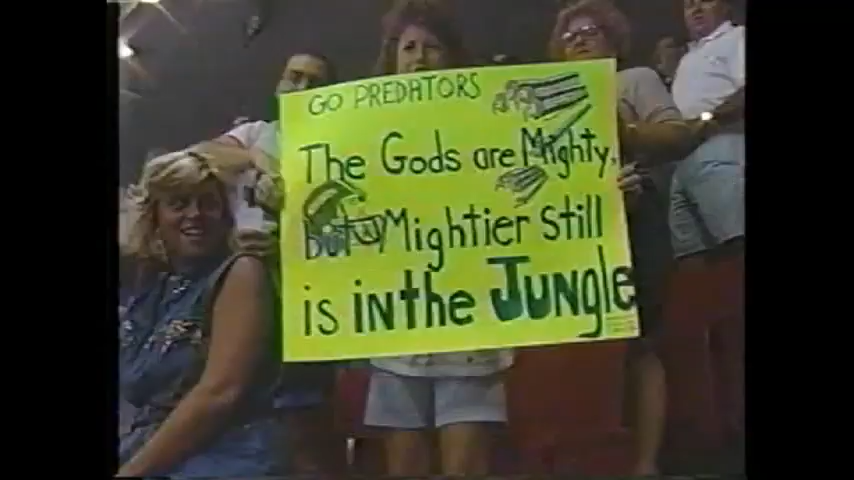 GO PREDATORS
The Gods are Mighty,
but Mightier still
is in the Jungle